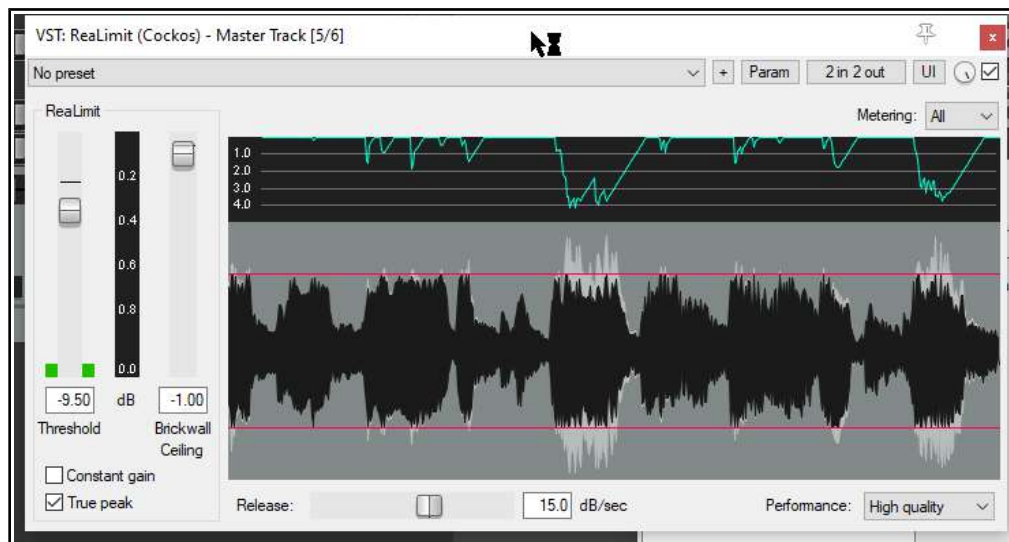 VST: ReaLimit (Cockos) - Master Track [5/6]
x
No preset + Param 2 in 2 out UI
ReaLimit
Metering: All
1.0
2.0
3.0
4.0
0.2
0.4
0.6
0.8
0.0
-9.50 dB -1.00
Threshold Brickwall
Ceiling
Constant gain
True peak
Release: 15.0 dB/sec Performance: High quality